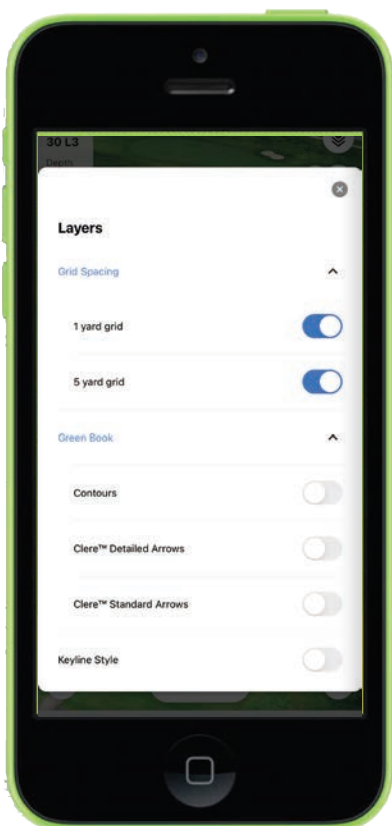 30 L3
Depth
Layers
Grid Spacing
1 yard grid
5 yard grid
Green Book
Contours
Clere™ Detailed Arrows
Clere™ Standard Arrows
Keyline Style